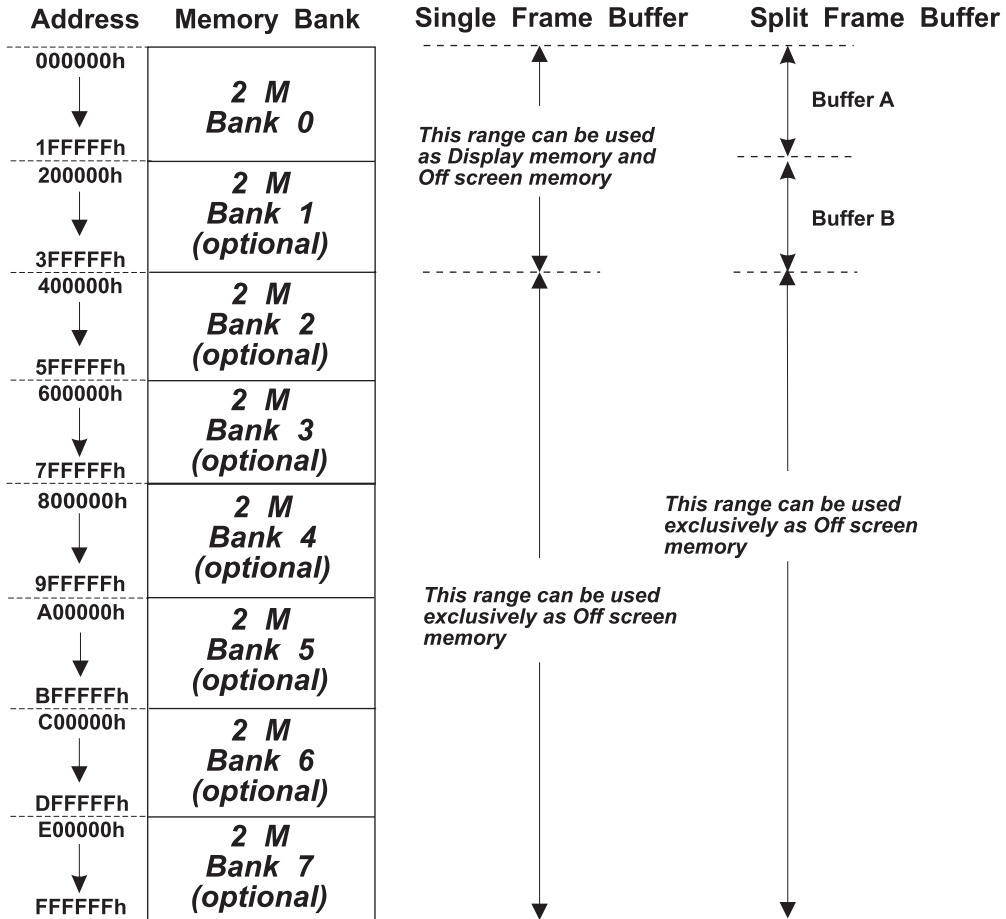 Address Memory Bank Single Frame Buffer Split Frame Buffer
000000h
2 M
Bank 0
1FFFFFh
200000h
2 M
Bank 1
(optional)
3FFFFFh
400000h
2 M
Bank 2
(optional)
5FFFFFh
600000h
2 M
Bank 3
(optional)
7FFFFFh
800000h
2 M
Bank 4
(optional)
9FFFFFh
A00000h
2 M
Bank 5
(optional)
BFFFFFh
C00000h
2 M
Bank 6
(optional)
DFFFFFh
E00000h
2 M
Bank 7
(optional)
FFFFFFh
This range can be used
as Display memory and
Off screen memory
This range can be used
exclusively as Off screen
memory
Buffer A
Buffer B
This range can be used
exclusively as Off screen
memory